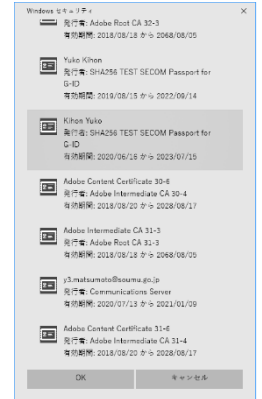 Windows セキュリティ
発行者: Adobe Root CA 32-3
有効期間: 2018/08/18 から 2068/08/05
Yuko Kihon
発行者: SHA256 TEST SECOM Passport for
G-ID
有効期間: 2019/08/15 から 2022/09/14
Kihon Yuko
発行者: SHA256 TEST SECOM Passport for
G-ID
有効期間: 2020/06/16 から 2023/07/15
Adobe Content Certificate 30-6
発行者: Adobe Intermediate CA 30-4
有効期間: 2018/08/20 から 2028/08/17
Adobe Intermediate CA 31-3
発行者: Adobe Root CA 31-3
有効期間: 2018/08/18 から 2068/08/05
y3.matsumoto@soumu.go.jp
発行者: Communications Server
有効期間: 2020/07/13 から 2021/01/09
Adobe Content Certificate 31-6
発行者: Adobe Intermediate CA 31-4
有効期間: 2018/08/20 から 2028/08/17
OK キャンセル